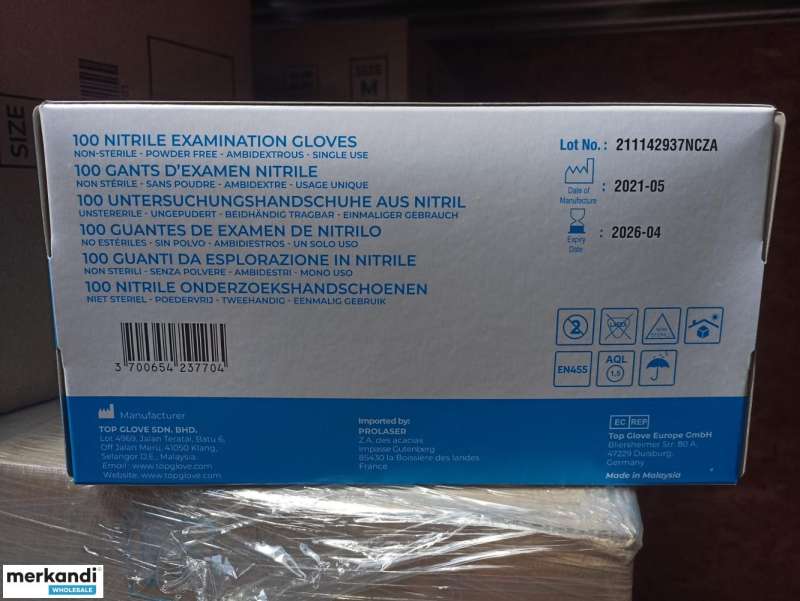 SIZE
SIZE
M
100 NITRILE EXAMINATION GLOVES
NON-STERILE - POWDER FREE - AMBIDEXTROUS - SINGLE USE
100 GANTS D'EXAMEN NITRILE
NON STÉRILE - SANS POUDRE - AMBIDEXTRE - USAGE UNIQUE
100 UNTERSUCHUNGSHANDSCHUHE AUS NITRIL
UNSTERERILE - UNGEPUDERT - BEIDHÄNDIG TRAGBAR - EINMALIGER GEBRAUCH
100 GUANTES DE EXAMEN DE NITRILO
NO ESTÉRILES - SIN POLVO - AMBIDIESTROS - UN SOLO USO
100 GUANTI DA ESPLORAZIONE IN NITRILE
NON STERILI - SENZA POLVERE - AMBIDESTRI - MONO USO
100 NITRILE ONDERZOEKSHANDSCHOENEN
NIET STERIEL - POEDERVRIJ - TWEEHANDIG - EENMALIG GEBRUIK
3 700654 237704
Lot No. : 211142937NCZA
Date of Manufacture : 2021-05
Expiry Date : 2026-04
2
EN455
AQL
1.5
Manufacturer
TOP GLOVE SDN. BHD.
Lot 4969, Jalan Teratai, Batu 6,
Off Jalan Meru, 41050 Klang,
Selangor D.E., Malaysia.
Email : www.topglove.com
Website: www.topglove.com
Imported by:
PROLASER
Z.A. des acacias
Impasse Gutenberg
85430 la Boissière des landes
France
EC REP
Top Glove Europe GmbH
Bliersheimer Str. 80 A,
47229 Duisburg,
Germany
Made in Malaysia
merkandi
WHOLESALE